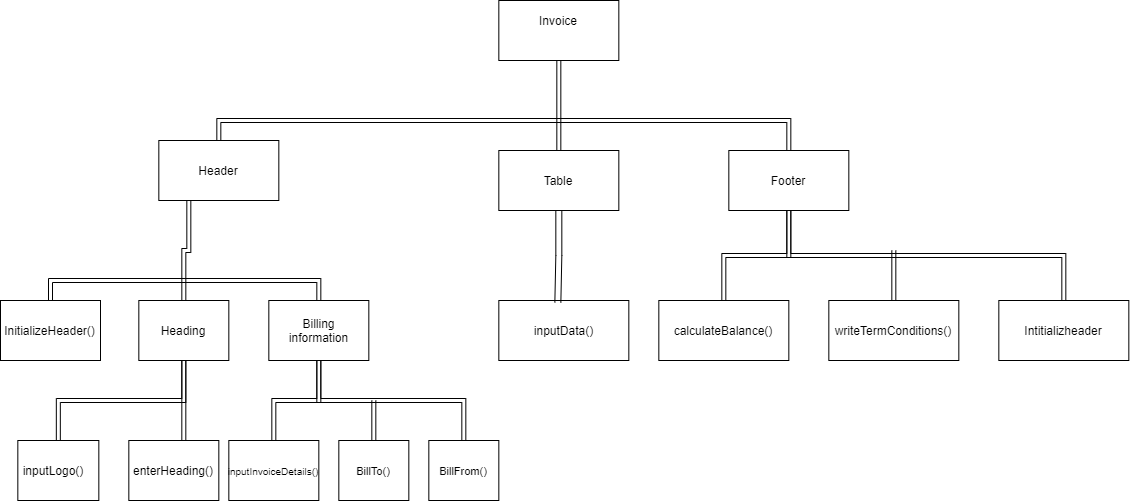 Invoice
Header
Table
Footer
InitializeHeader()
Heading
Billing
information
inputData()
calculateBalance()
writeTermConditions()
Intitializheader
inputLogo()
enterHeading()
inputInvoiceDetails()
BillTo()
BillFrom()